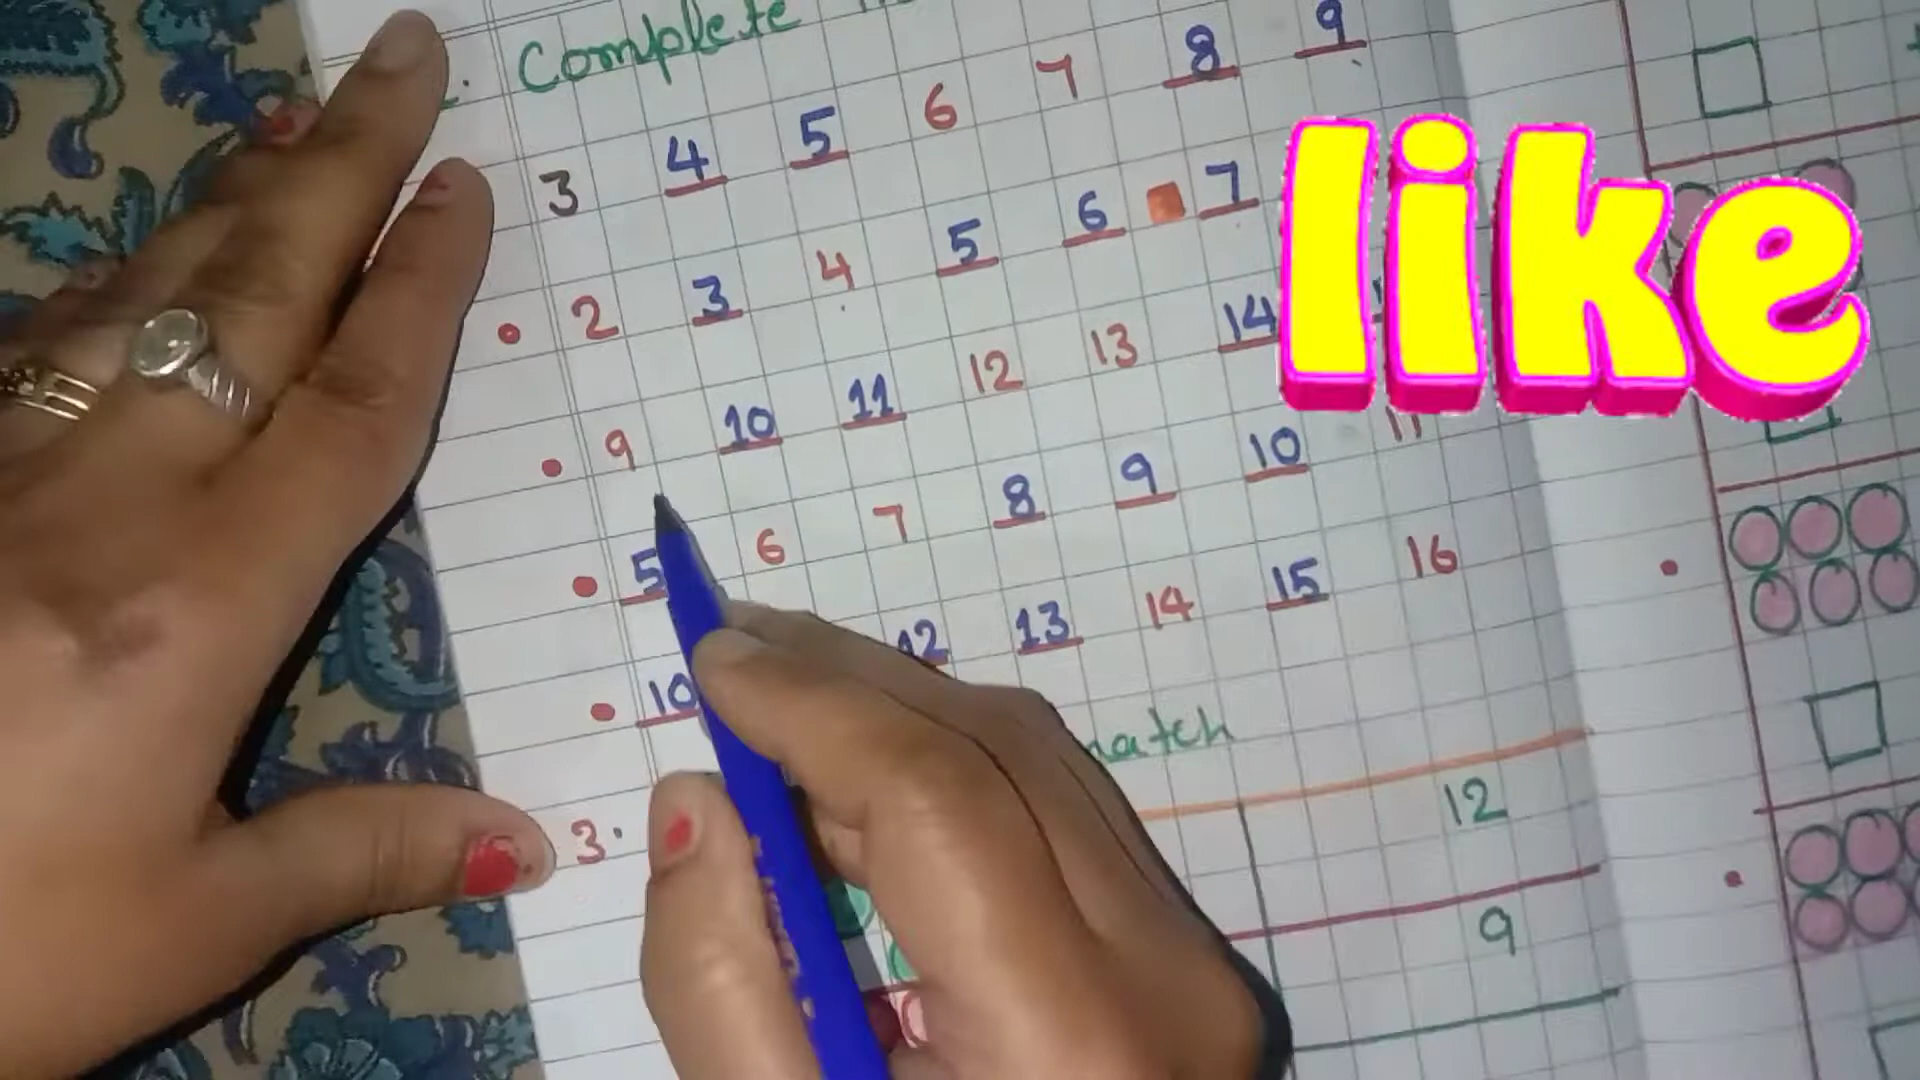 Complete
3 4 5 6 7 8 9
2 3 4 5 6 7
like
9 10 11 12 13 14
5 6 7 8 9 10 11
10 12 13 14 15 16
3. match
12
9